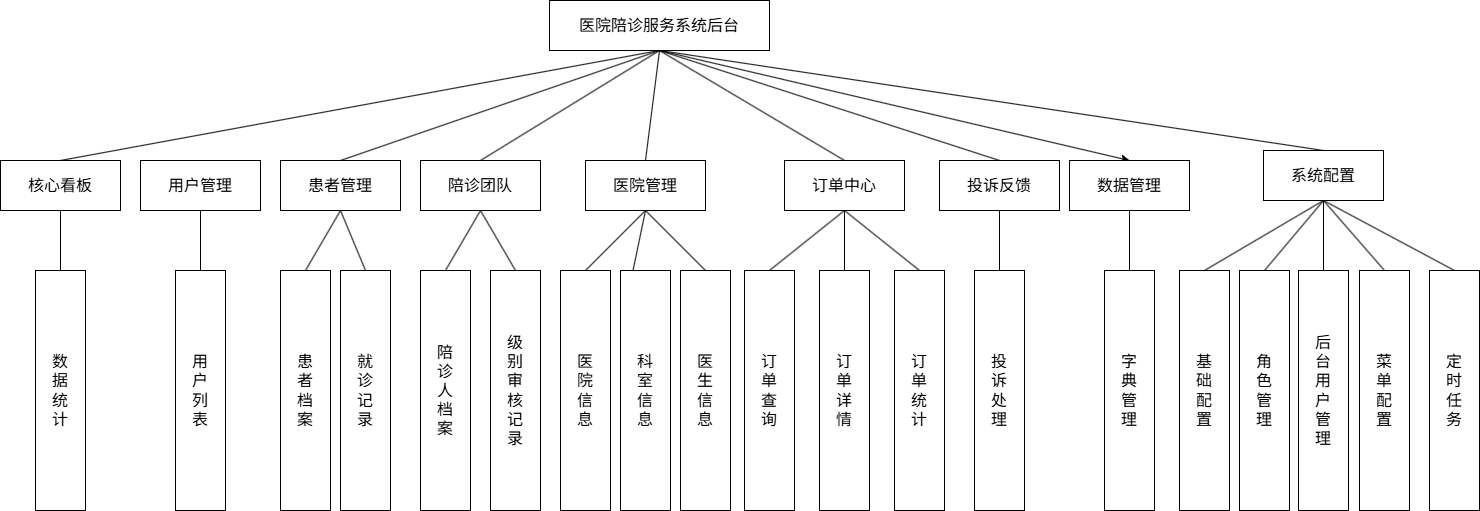 医院陪诊服务系统后台
核心看板
用户管理
患者管理
陪诊团队
医院管理
订单中心
投诉反馈
数据管理
系统配置
数据统计
用户列表
患者档案
就诊记录
陪诊人档案
级别审核记录
医院信息
科室信息
医生信息
订单查询
订单详情
订单统计
投诉处理
字典管理
基础配置
角色管理
后台用户管理
菜单配置
定时任务